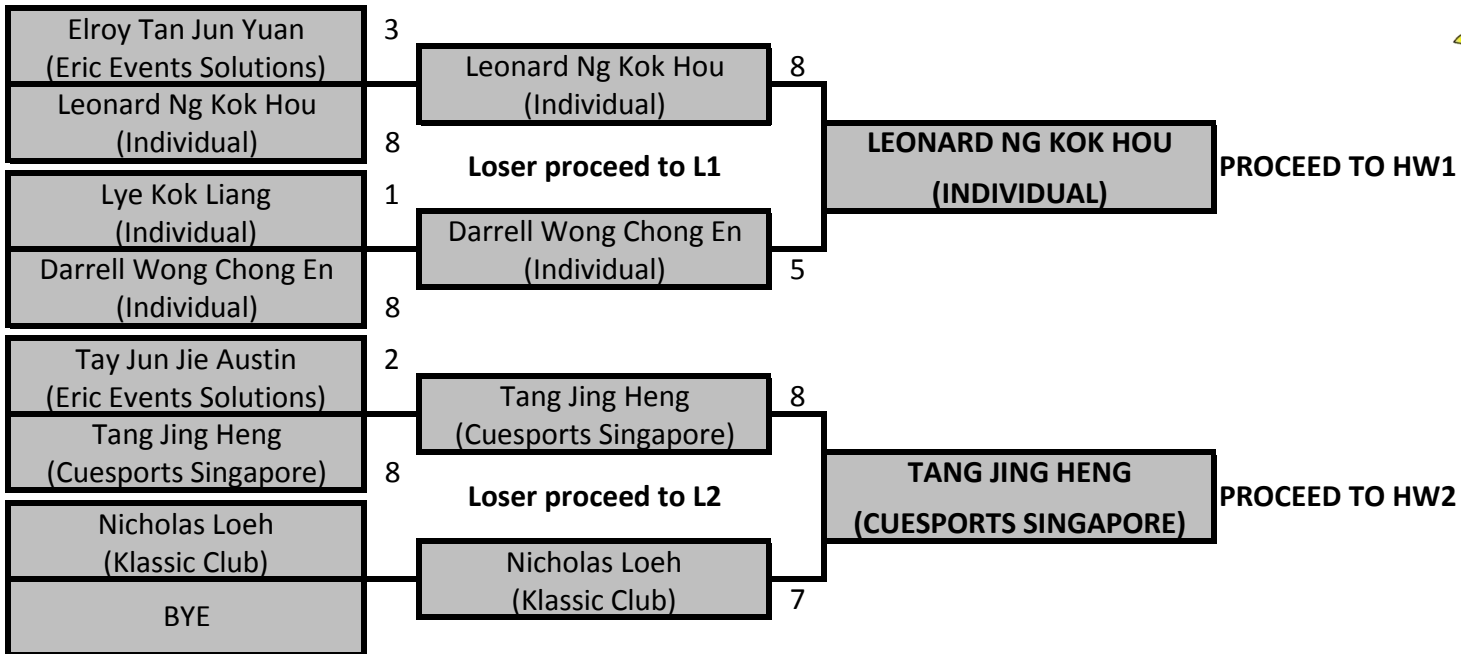 Elroy Tan Jun Yuan
(Eric Events Solutions)
3
Leonard Ng Kok Hou
(Individual)
8
Lye Kok Liang
(Individual)
1
Darrell Wong Chong En
(Individual)
8
Tay Jun Jie Austin
(Eric Events Solutions)
2
Tang Jing Heng
(Cuesports Singapore)
8
Nicholas Loeh
(Klassic Club)
BYE
Leonard Ng Kok Hou
(Individual)
8
Loser proceed to L1
Darrell Wong Chong En
(Individual)
5
Tang Jing Heng
(Cuesports Singapore)
8
Loser proceed to L2
Nicholas Loeh
(Klassic Club)
7
LEONARD NG KOK HOU
(INDIVIDUAL)
PROCEED TO HW1
TANG JING HENG
(CUESPORTS SINGAPORE)
PROCEED TO HW2